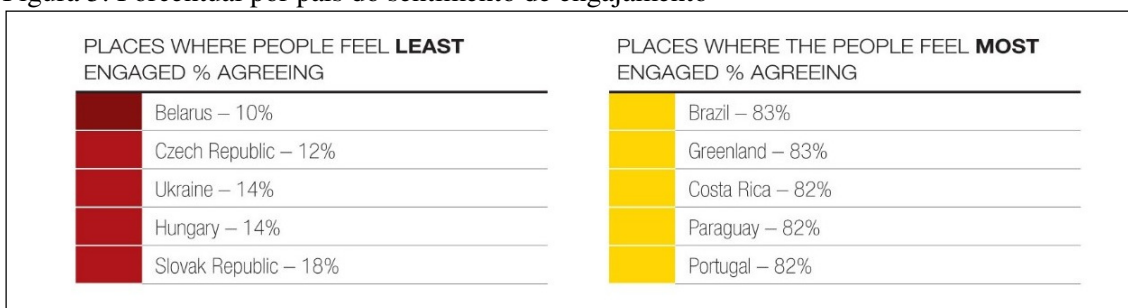 Figura 3: Porcentual por país do sentimento de engajamento
PLACES WHERE PEOPLE FEEL LEAST
ENGAGED % AGREEING
Belarus – 10%
Czech Republic – 12%
Ukraine – 14%
Hungary – 14%
Slovak Republic – 18%
PLACES WHERE THE PEOPLE FEEL MOST
ENGAGED % AGREEING
Brazil – 83%
Greenland – 83%
Costa Rica – 82%
Paraguay – 82%
Portugal – 82%